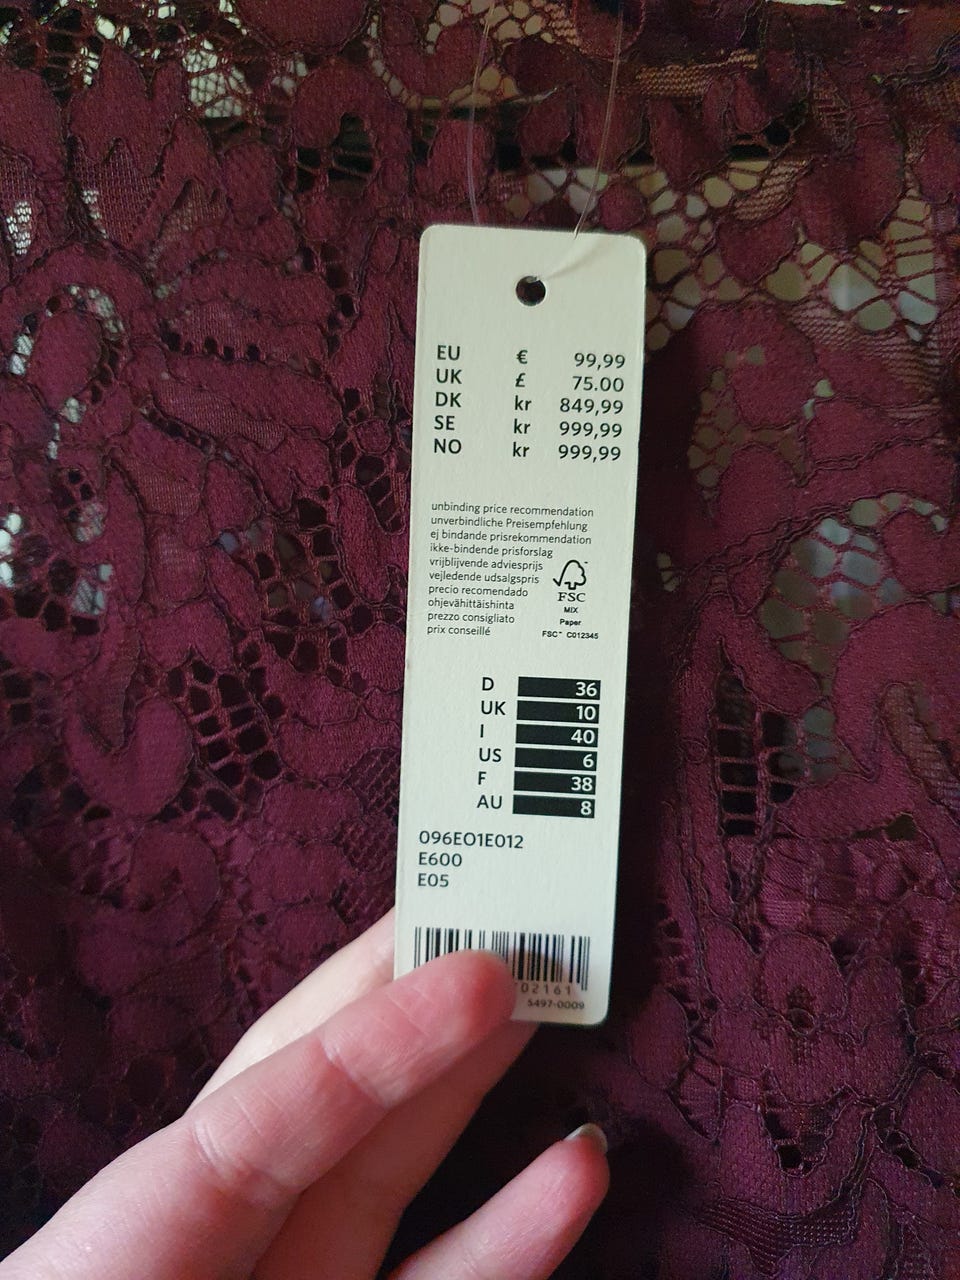 EU € 99,99
UK £ 75.00
DK kr 849,99
SE kr 999,99
NO kr 999,99
unbinding price recommendation
unverbindliche Preisempfehlung
ej bindande prisrekommendation
ikke-bindende prisforslag
vrijblijvende adviesprijs
vejledende udsalgspris
precio recomendado
ohjevähittäishinta
prezzo consigliato
prix conseillé
FSC
MIX
Paper
FSC™ C012345
D 36
UK 10
I 40
US 6
F 38
AU 8
096EO1E012
E600
E05
02161
5497-0009